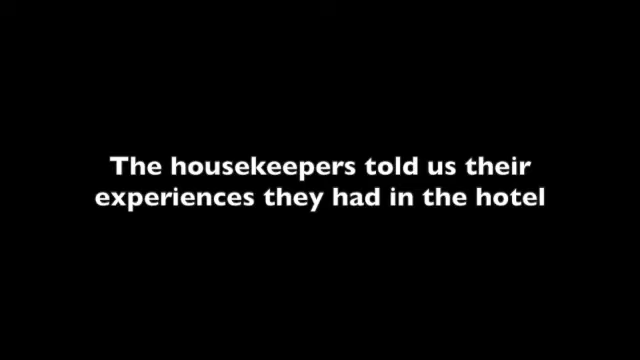 The housekeepers told us their
experiences they had in the hotel